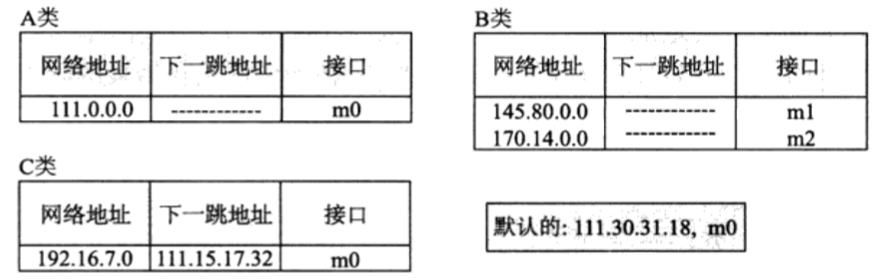 A类
网络地址 下一跳地址 接口
111.0.0.0 ------------ m0
B类
网络地址 下一跳地址 接口
145.80.0.0 ------------ m1
170.14.0.0 ------------ m2
C类
网络地址 下一跳地址 接口
192.16.7.0 111.15.17.32 m0
默认的: 111.30.31.18, m0